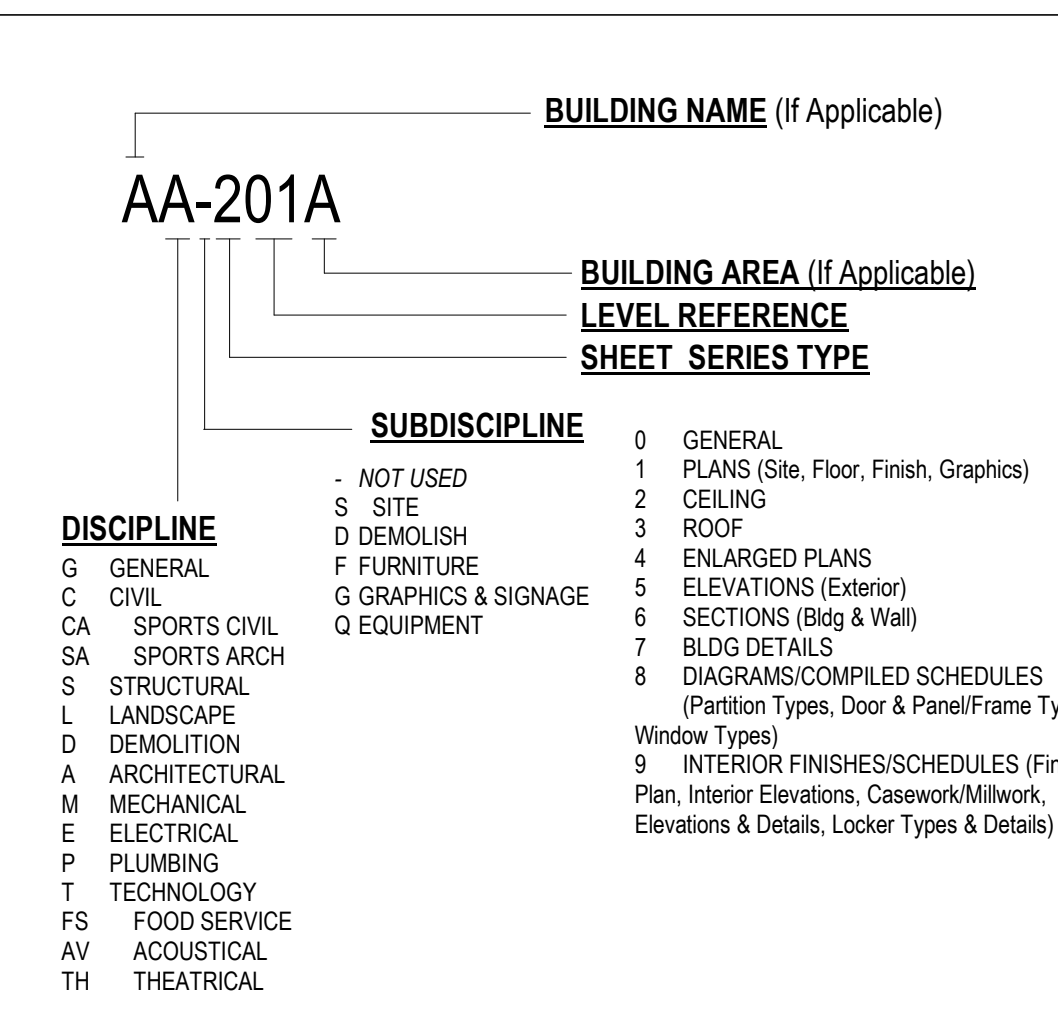 BUILDING NAME (If Applicable)
AA-201A
BUILDING AREA (If Applicable)
LEVEL REFERENCE
SHEET SERIES TYPE
SUBDISCIPLINE
- NOT USED
S SITE
D DEMOLISH
F FURNITURE
G GRAPHICS & SIGNAGE
Q EQUIPMENT
DISCIPLINE
G GENERAL
C CIVIL
CA SPORTS CIVIL
SA SPORTS ARCH
S STRUCTURAL
L LANDSCAPE
D DEMOLITION
A ARCHITECTURAL
M MECHANICAL
E ELECTRICAL
P PLUMBING
T TECHNOLOGY
FS FOOD SERVICE
AV ACOUSTICAL
TH THEATRICAL
0 GENERAL
1 PLANS (Site, Floor, Finish, Graphics)
2 CEILING
3 ROOF
4 ENLARGED PLANS
5 ELEVATIONS (Exterior)
6 SECTIONS (Bldg & Wall)
7 BLDG DETAILS
8 DIAGRAMS/COMPILED SCHEDULES
(Partition Types, Door & Panel/Frame
Window Types)
9 INTERIOR FINISHES/SCHEDULES
Plan, Interior Elevations, Casework/Millwork,
Elevations & Details, Locker Types & Details)